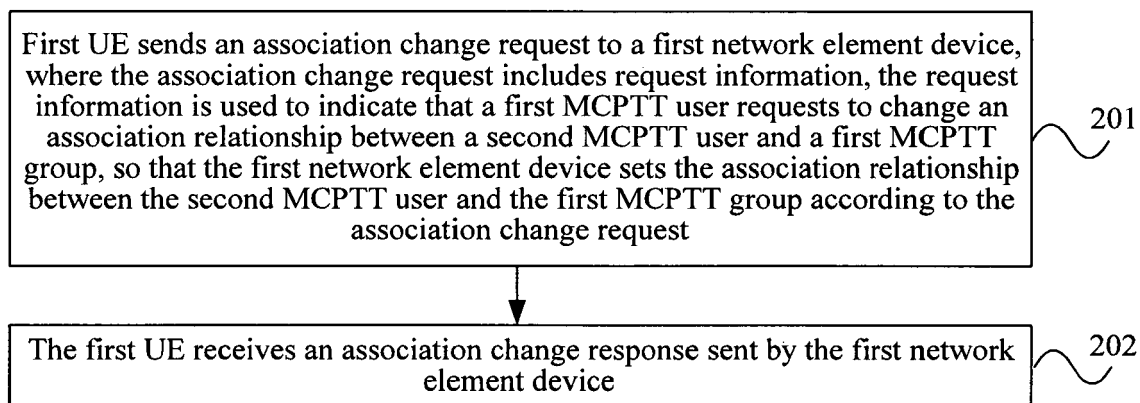 First UE sends an association change request to a first network element device,
where the association change request includes request information, the request
information is used to indicate that a first MCPTT user requests to change an
association relationship between a second MCPTT user and a first MCPTT
group, so that the first network element device sets the association relationship
between the second MCPTT user and the first MCPTT group according to the
association change request
201
The first UE receives an association change response sent by the first network
element device
202